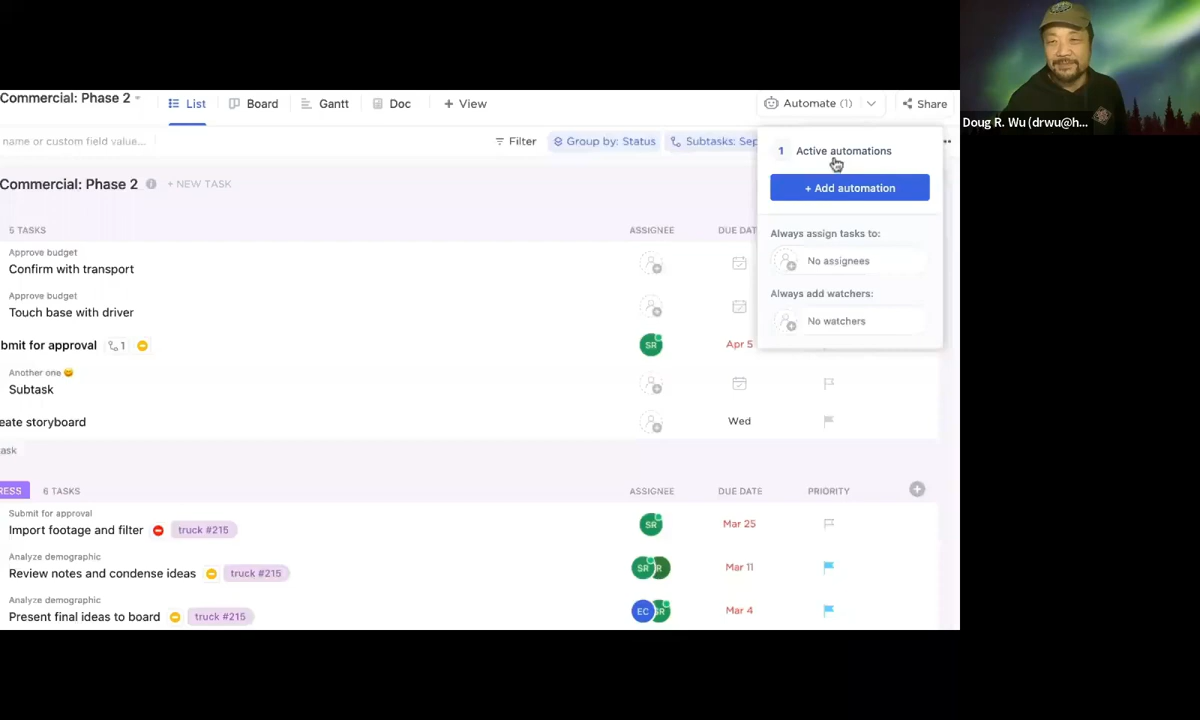 Commercial: Phase 2
List
Board
Gantt
Doc
+ View
Automate (1)
Share
name or custom field value...
Filter
Group by: Status
Subtasks: Sep
1 Active automations
+ Add automation
Always assign tasks to:
No assignees
Always add watchers:
No watchers
Commercial: Phase 2
+ NEW TASK
5 TASKS
ASSIGNEE
DUE DAT
Approve budget
Confirm with transport
Approve budget
Touch base with driver
bmit for approval
1
SR
Apr 5
Another one
Subtask
eate storyboard
Wed
ask
RESS
6 TASKS
ASSIGNEE
DUE DATE
PRIORITY
Submit for approval
Import footage and filter
truck #215
SR
Mar 25
Analyze demographic
Review notes and condense ideas
truck #215
SR
R
Mar 11
Analyze demographic
Present final ideas to board
truck #215
EC
SR
Mar 4
Doug R. Wu (drwu@h...